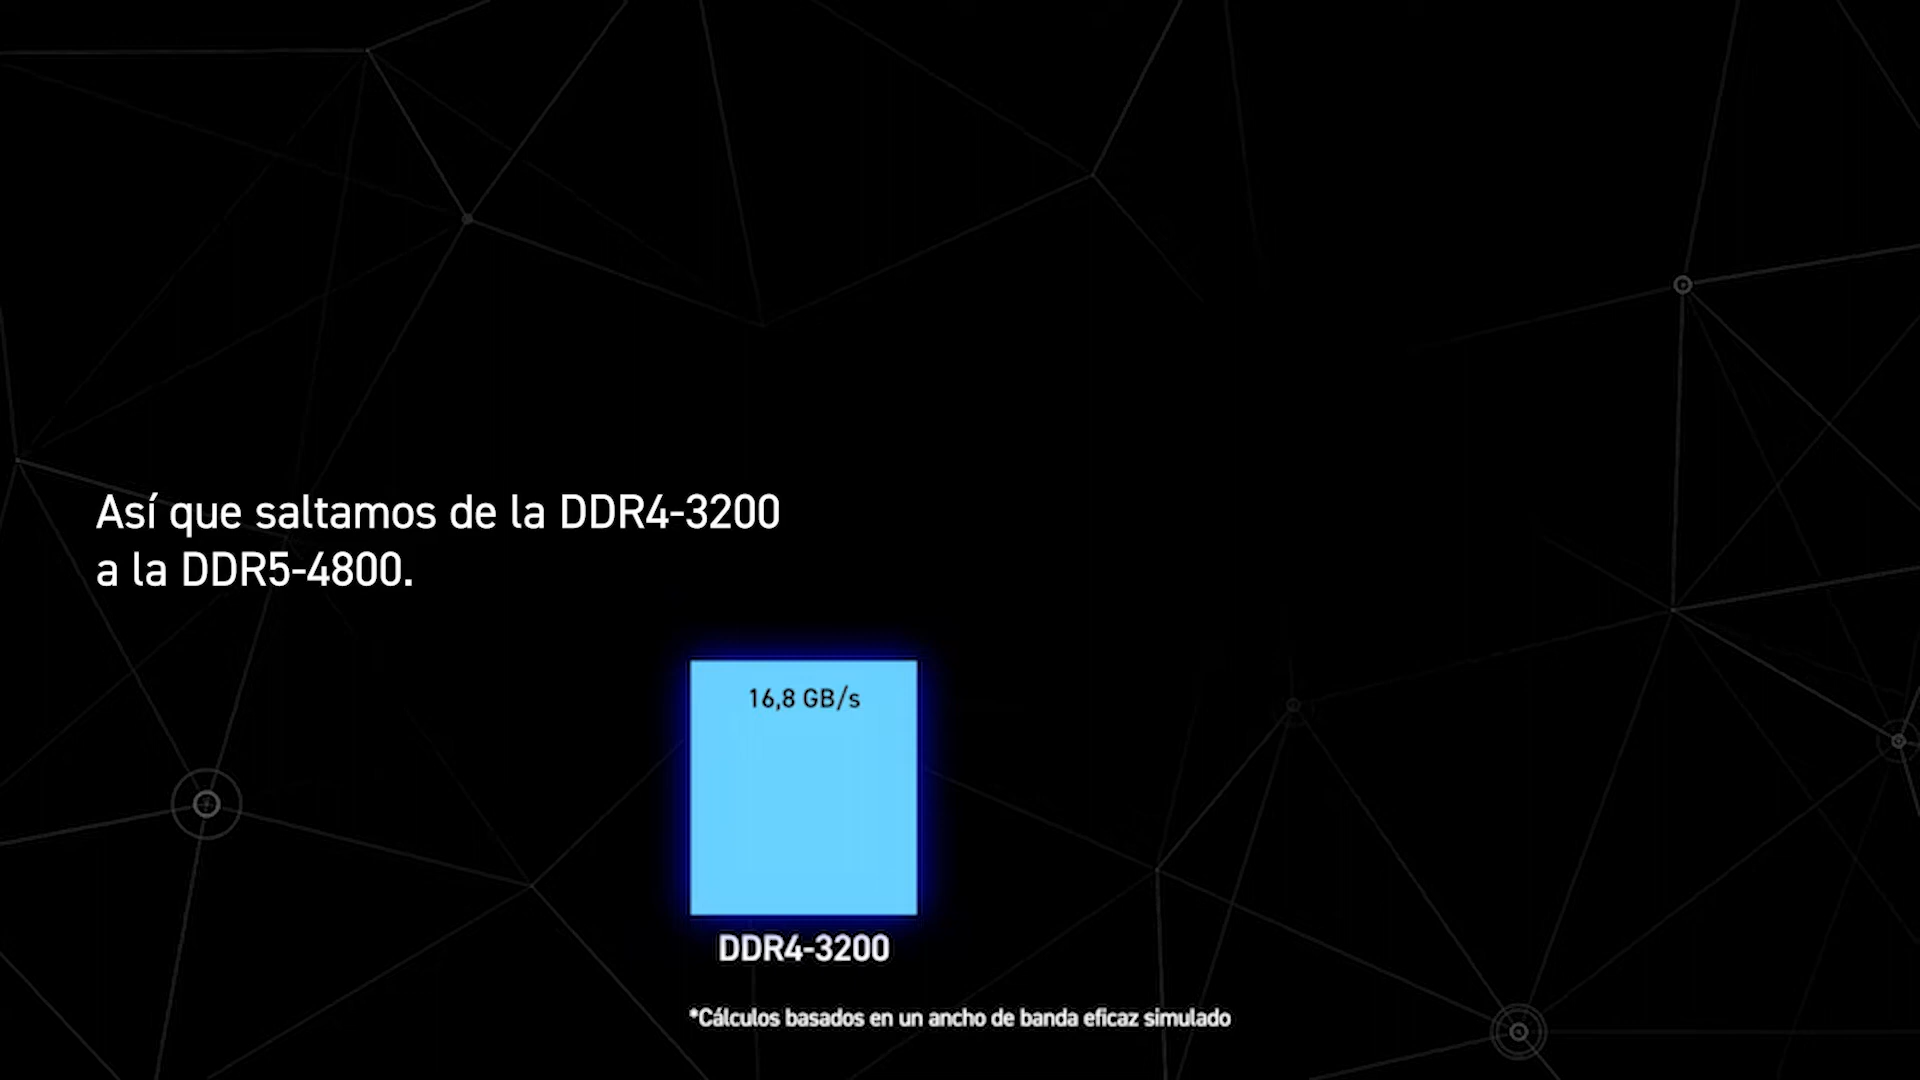 Así que saltamos de la DDR4-3200
a la DDR5-4800.
16,8 GB/s
DDR4-3200
*Cálculos basados en un ancho de banda eficaz simulado